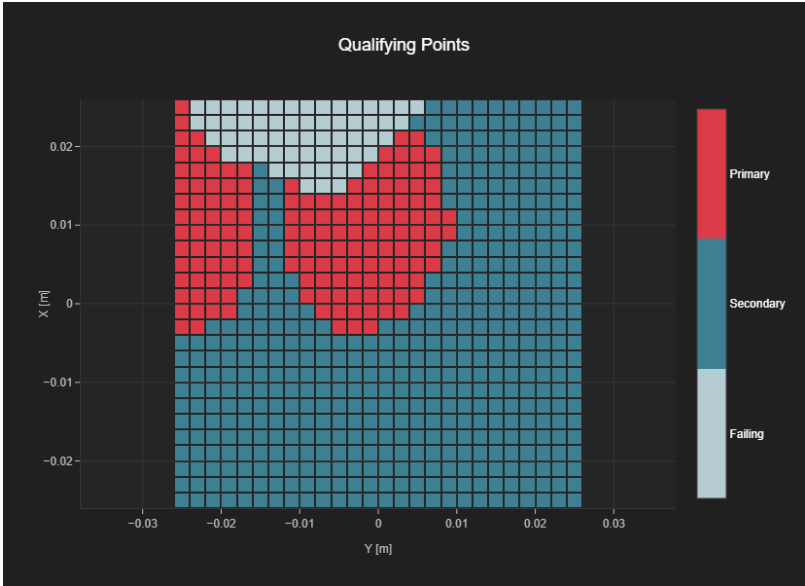 Qualifying Points
0.02
0.01
0
−0.01
−0.02
X [m]
−0.03
−0.02
−0.01
0
0.01
0.02
0.03
Y [m]
Primary
Secondary
Failing